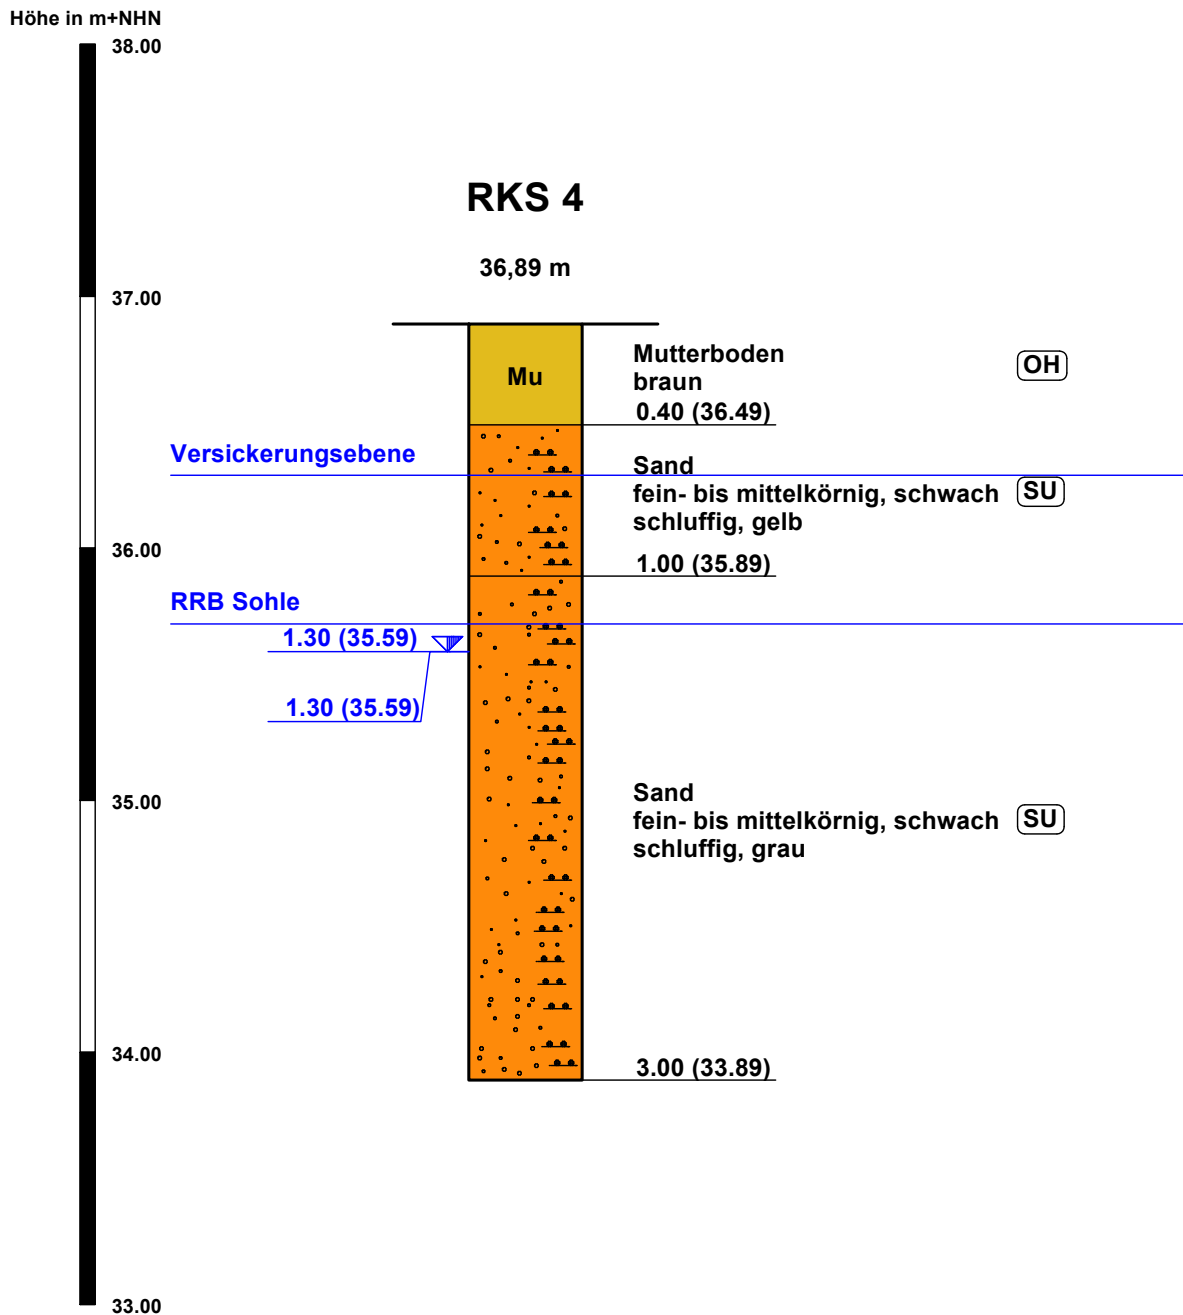 Höhe in m+NHN
38.00
RKS 4
36,89 m
37.00
Mu
Mutterboden
braun
0.40 (36.49)
OH
Versickerungsebene
Sand
fein- bis mittelkörnig, schwach
schluffig, gelb
SU
36.00
1.00 (35.89)
RRB Sohle
1.30 (35.59)
1.30 (35.59)
35.00
Sand
fein- bis mittelkörnig, schwach
schluffig, grau
SU
34.00
3.00 (33.89)
33.00